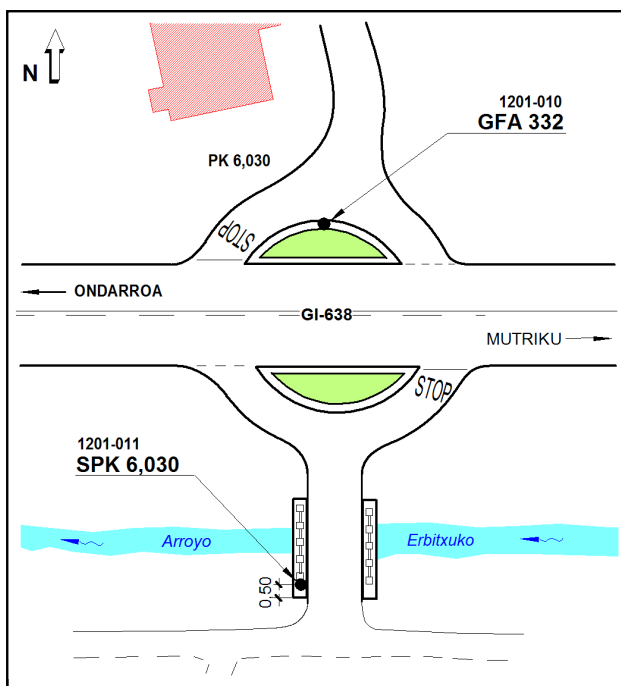 N
1201-010
GFA 332
PK 6,030
STOP
ONDARROA
GI-638
MUTRIKU
STOP
1201-011
SPK 6,030
Arroyo
Erbitxuko
0,50